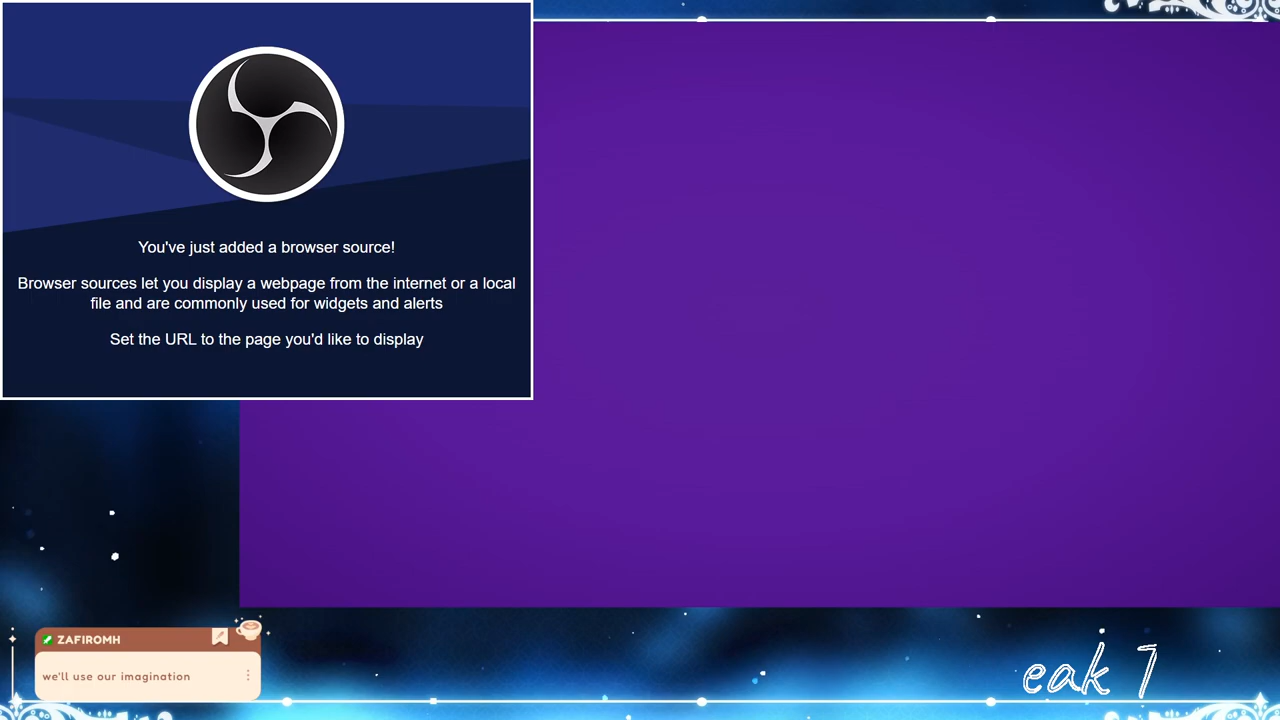 You've just added a browser source!
Browser sources let you display a webpage from the internet or a local
file and are commonly used for widgets and alerts
Set the URL to the page you'd like to display
ZAFIROMH
we'll use our imagination
eak 7